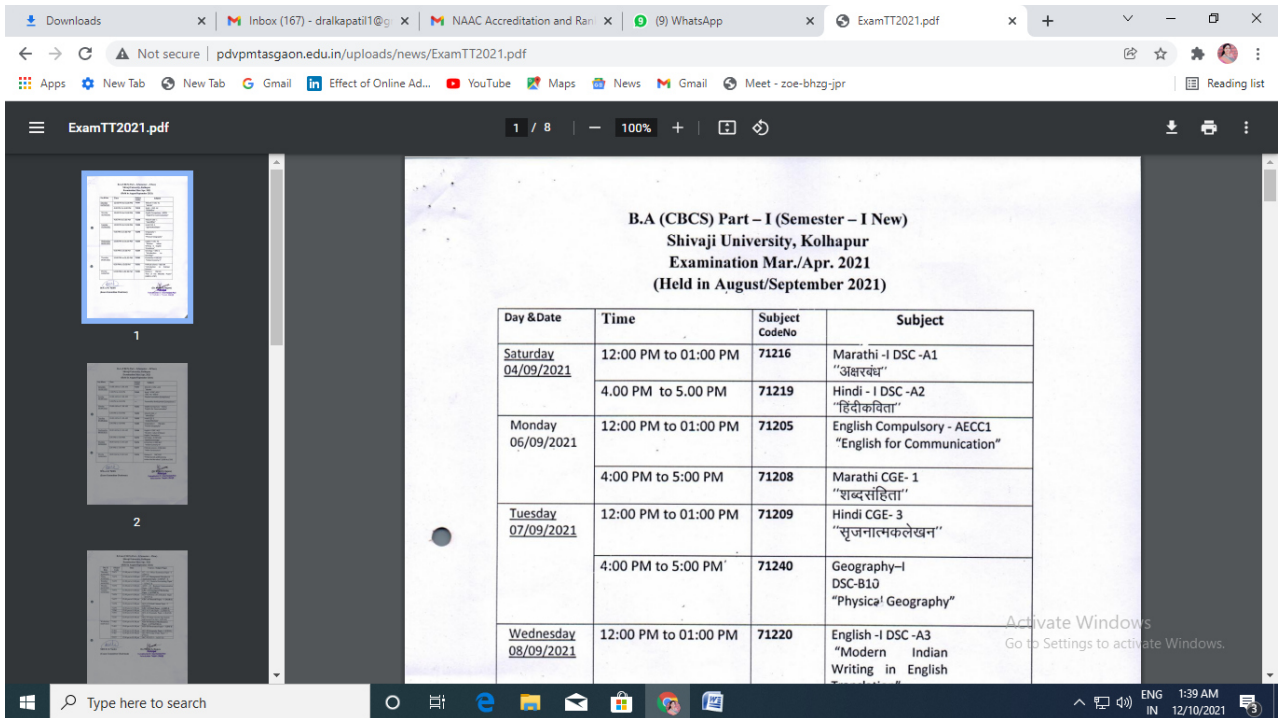 Downloads
Inbox (167) - dralkapatil1@g
NAAC Accreditation and Ran
(9) WhatsApp
ExamTT2021.pdf
Not secure | pdvpmtasgaon.edu.in/uploads/news/ExamTT2021.pdf
Apps New Tab New Tab Gmail Effect of Online Ad... YouTube Maps News Gmail Meet - zoe-bhzg-jpr Reading list
ExamTT2021.pdf 1 / 8 100%
1
2
B.A (CBCS) Part – I (Semester – I New)
Shivaji University, Kolhapur
Examination Mar./Apr. 2021
(Held in August/September 2021)
Day &Date Time Subject CodeNo Subject
Saturday 12:00 PM to 01:00 PM 71216 Marathi -I DSC -A1
04/09/2021 "अक्षरबंध"
4.00 PM to 5.00 PM 71219 Hindi - I DSC -A2
"हिंदीकविता"
Monday 12:00 PM to 01:00 PM 71205 English Compulsory - AECC1
06/09/2021 "English for Communication"
4:00 PM to 5:00 PM 71208 Marathi CGE- 1
"शब्दसंहिता"
Tuesday 12:00 PM to 01:00 PM 71209 Hindi CGE- 3
07/09/2021 "सृजनात्मकलेखन"
4:00 PM to 5:00 PM 71240 Geography–I
DSC-B10
"Physical Geography"
Wednesday 12:00 PM to 01:00 PM 71220 English -I DSC -A3
08/09/2021 "Modern Indian
Writing in English
Activate Windows
Go to Settings to activate Windows.
Type here to search
ENG 1:39 AM
IN 12/10/2021
3